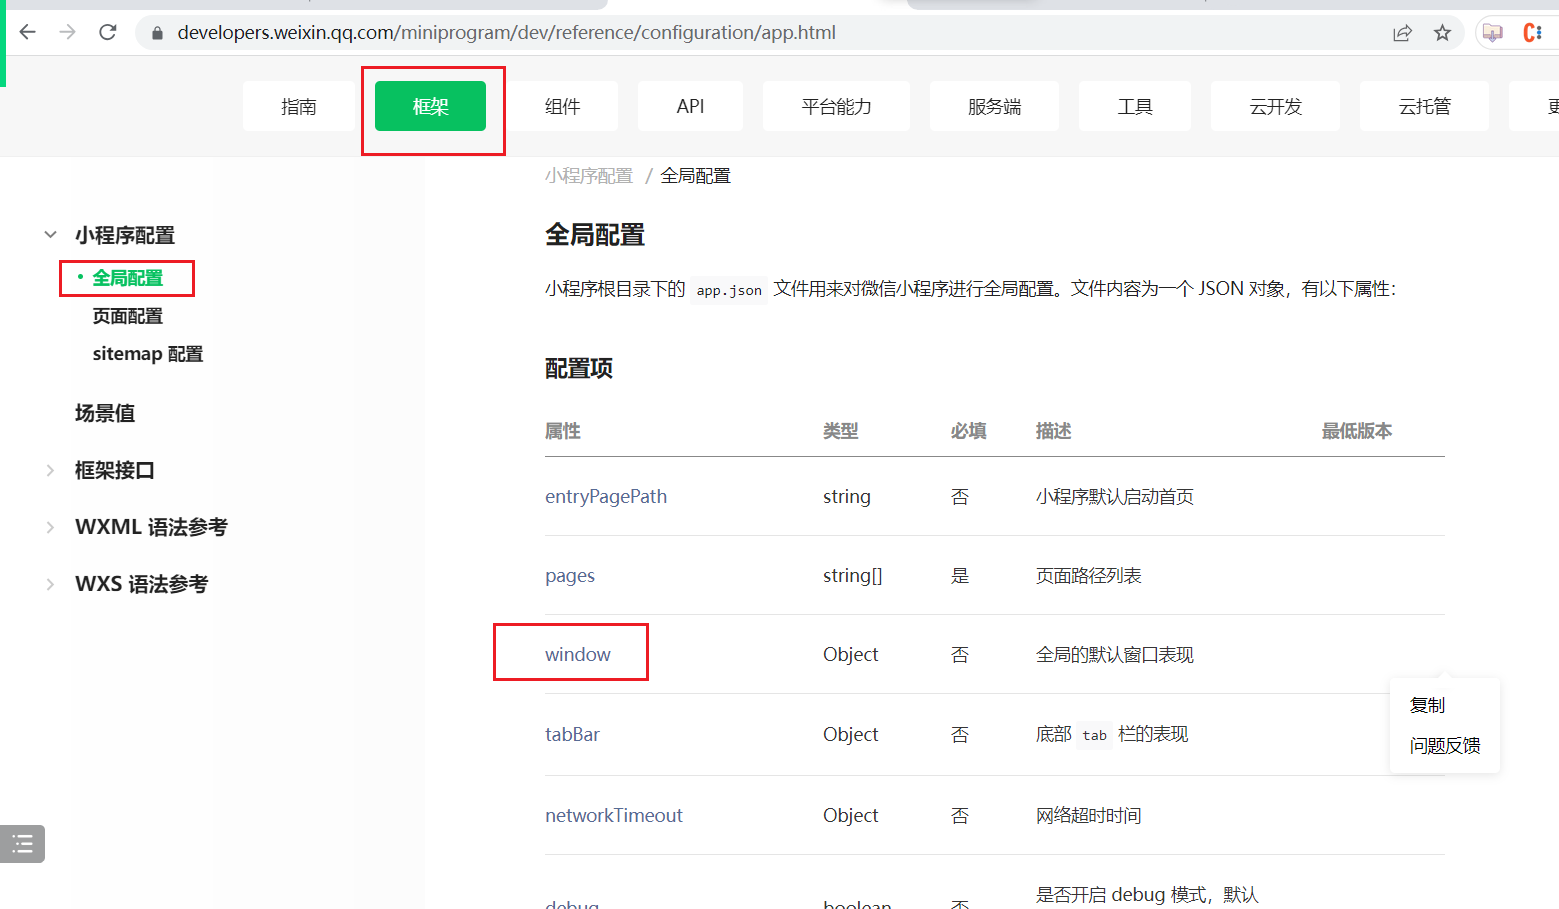 developers.weixin.qq.com/miniprogram/dev/reference/configuration/app.html
指南 框架 组件 API 平台能力 服务端 工具 云开发 云托管
小程序配置 / 全局配置
小程序配置
全局配置
页面配置
sitemap 配置
场景值
框架接口
WXML 语法参考
WXS 语法参考
全局配置
小程序根目录下的 app.json 文件用来对微信小程序进行全局配置。文件内容为一个 JSON 对象，有以下属性：
配置项
属性 类型 必填 描述 最低版本
entryPagePath string 否 小程序默认启动首页
pages string[] 是 页面路径列表
window Object 否 全局的默认窗口表现
tabBar Object 否 底部 tab 栏的表现
networkTimeout Object 否 网络超时时间
debug boolean 否 是否开启 debug 模式，默认
复制
问题反馈